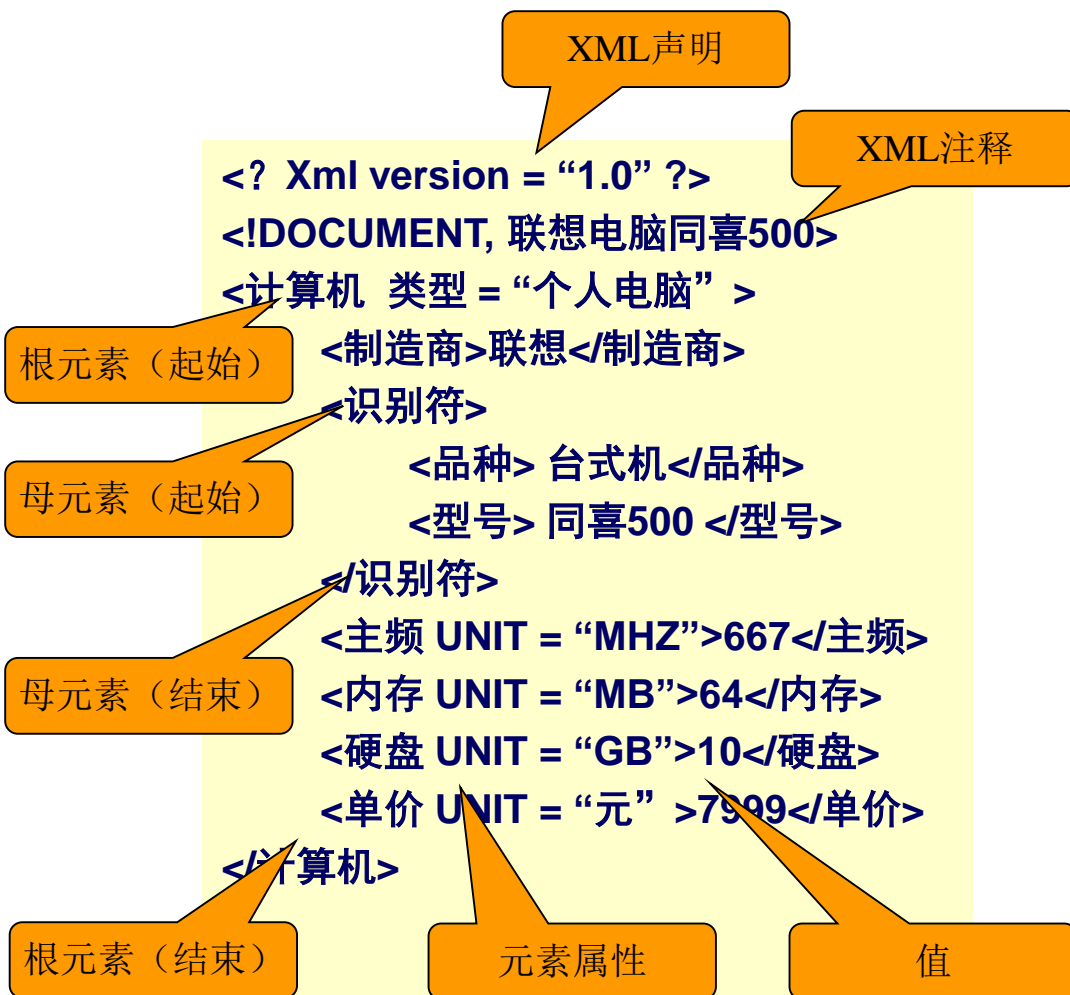 XML声明
XML注释
<? Xml version = “1.0” ?>
<!DOCUMENT, 联想电脑同喜500>
<计算机 类型 = “个人电脑” >
根元素（起始）
<制造商>联想</制造商>
<识别符>
母元素（起始）
<品种> 台式机</品种>
<型号> 同喜500 </型号>
</识别符>
母元素（结束）
<主频 UNIT = “MHZ”>667</主频>
<内存 UNIT = “MB”>64</内存>
<硬盘 UNIT = “GB”>10</硬盘>
<单价 UNIT = “元” >7999</单价>
</计算机>
根元素（结束）
元素属性
值